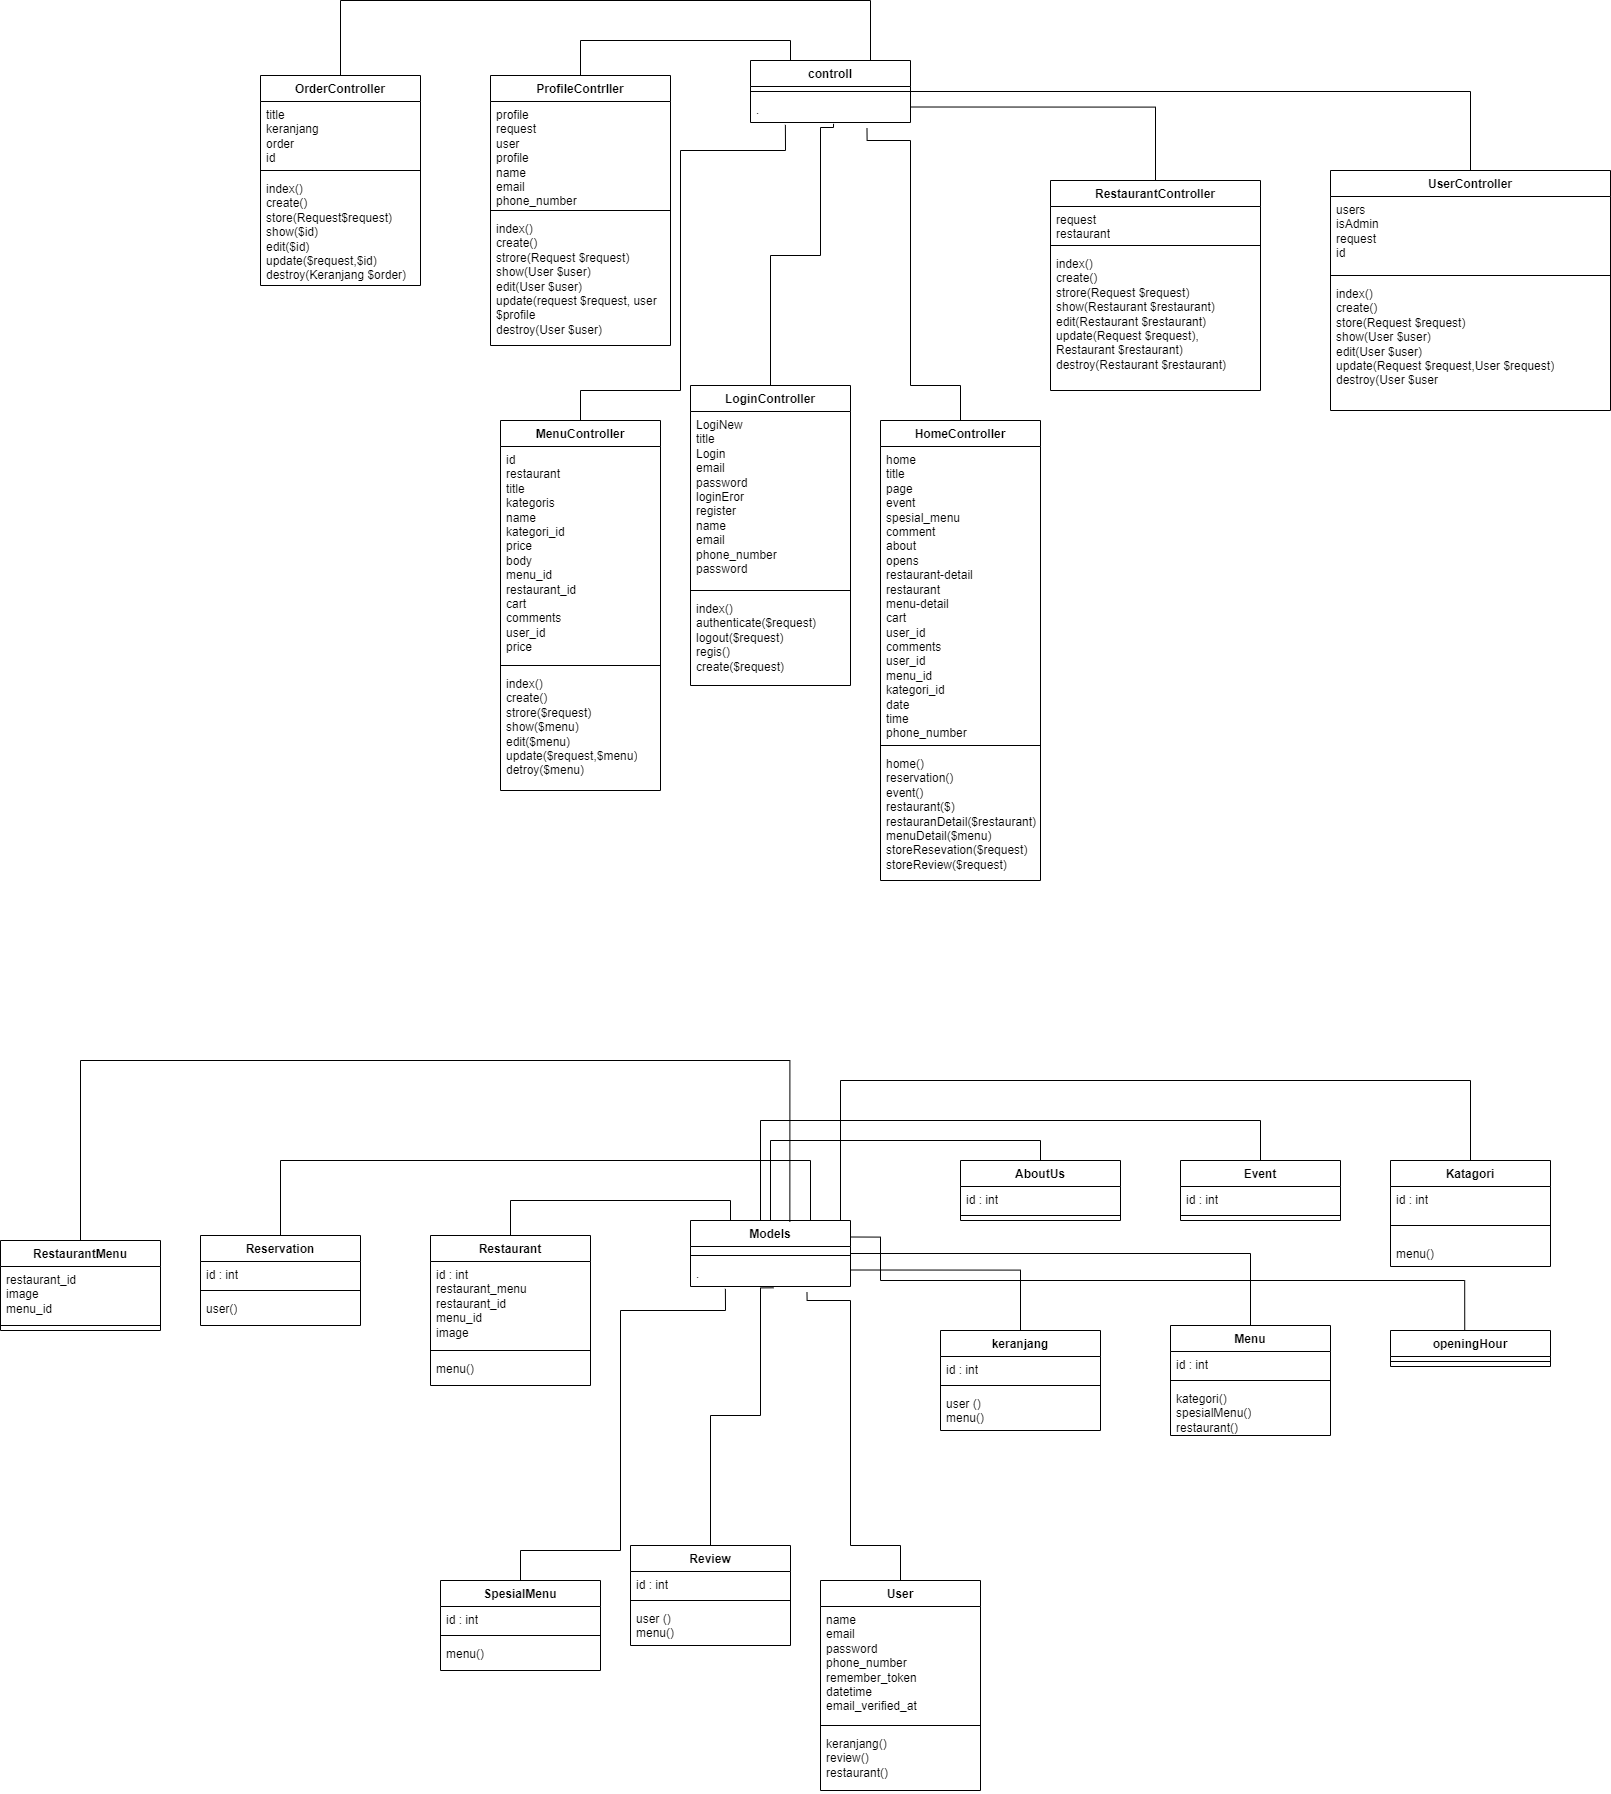 controll
.
OrderController
title
keranjang
order
id
index()
create()
store(Request$request)
show($id)
edit($id)
update($request,$id)
destroy(Keranjang $order)
ProfileContrller
profile
request
user
profile
name
email
phone_number
index()
create()
strore(Request $request)
show(User $user)
edit(User $user)
update(request $request, user
$profile
destroy(User $user)
RestaurantController
request
restaurant
index()
create()
strore(Request $request)
show(Restaurant $restaurant)
edit(Restaurant $restaurant)
update(Request $request),
Restaurant $restaurant)
destroy(Restaurant $restaurant)
UserController
users
isAdmin
request
id
index()
create()
store(Request $request)
show(User $user)
edit(User $user)
update(Request $request,User $request)
destroy(User $user
MenuController
id
restaurant
title
kategoris
name
kategori_id
price
body
menu_id
restaurant_id
cart
comments
user_id
price
index()
create()
strore($request)
show($menu)
edit($menu)
update($request,$menu)
detroy($menu)
LoginController
LogiNew
title
Login
email
password
loginEror
register
name
email
phone_number
password
index()
authenticate($request)
logout($request)
regis()
create($request)
HomeController
home
title
page
event
spesial_menu
comment
about
opens
restaurant-detail
restaurant
menu-detail
cart
user_id
comments
user_id
menu_id
kategori_id
date
time
phone_number
home()
reservation()
event()
restaurant($)
restauranDetail($restaurant)
menuDetail($menu)
storeResevation($request)
storeReview($request)
RestaurantMenu
restaurant_id
image
menu_id
Reservation
id : int
user()
Restaurant
id : int
restaurant_menu
restaurant_id
menu_id
image
menu()
Models
.
AboutUs
id : int
Event
id : int
Katagori
id : int
menu()
keranjang
id : int
user ()
menu()
Menu
id : int
kategori()
spesialMenu()
restaurant()
openingHour
SpesialMenu
id : int
menu()
Review
id : int
user ()
menu()
User
name
email
password
phone_number
remember_token
datetime
email_verified_at
keranjang()
review()
restaurant()